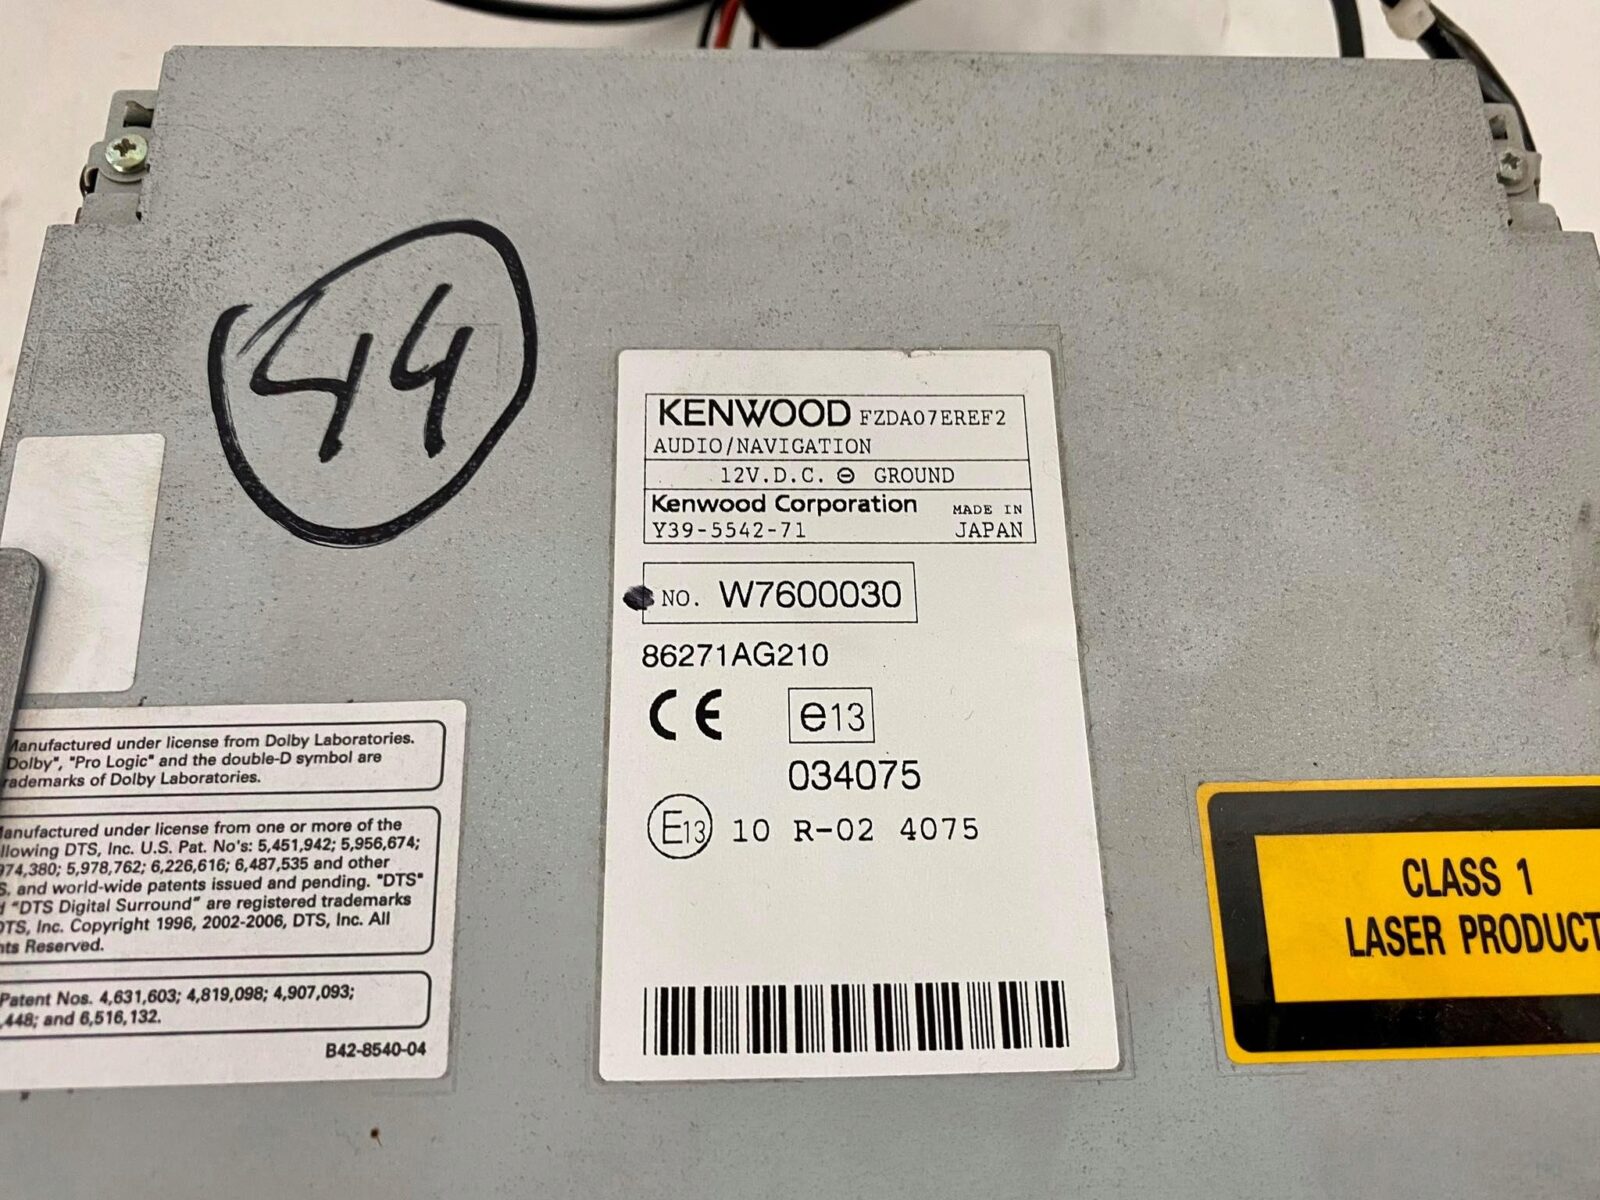 44
KENWOOD FZDA07EREF2
AUDIO/NAVIGATION
12V.D.C. ⊖ GROUND
Kenwood Corporation MADE IN
Y39-5542-71 JAPAN
NO. W7600030
86271AG210
CE e13
034075
E13 10 R-02 4075
Manufactured under license from Dolby Laboratories.
Dolby", "Pro Logic" and the double-D symbol are
rademarks of Dolby Laboratories.
Manufactured under license from one or more of the
llowing DTS, Inc. U.S. Pat. No's: 5,451,942; 5,956,674;
974,380; 5,978,762; 6,226,616; 6,487,535 and other
S. and world-wide patents issued and pending. "DTS"
d "DTS Digital Surround" are registered trademarks
DTS, Inc. Copyright 1996, 2002-2006, DTS, Inc. All
hts Reserved.
Patent Nos. 4,631,603; 4,819,098; 4,907,093;
,448; and 6,516,132.
B42-8540-04
CLASS 1
LASER PRODUCT